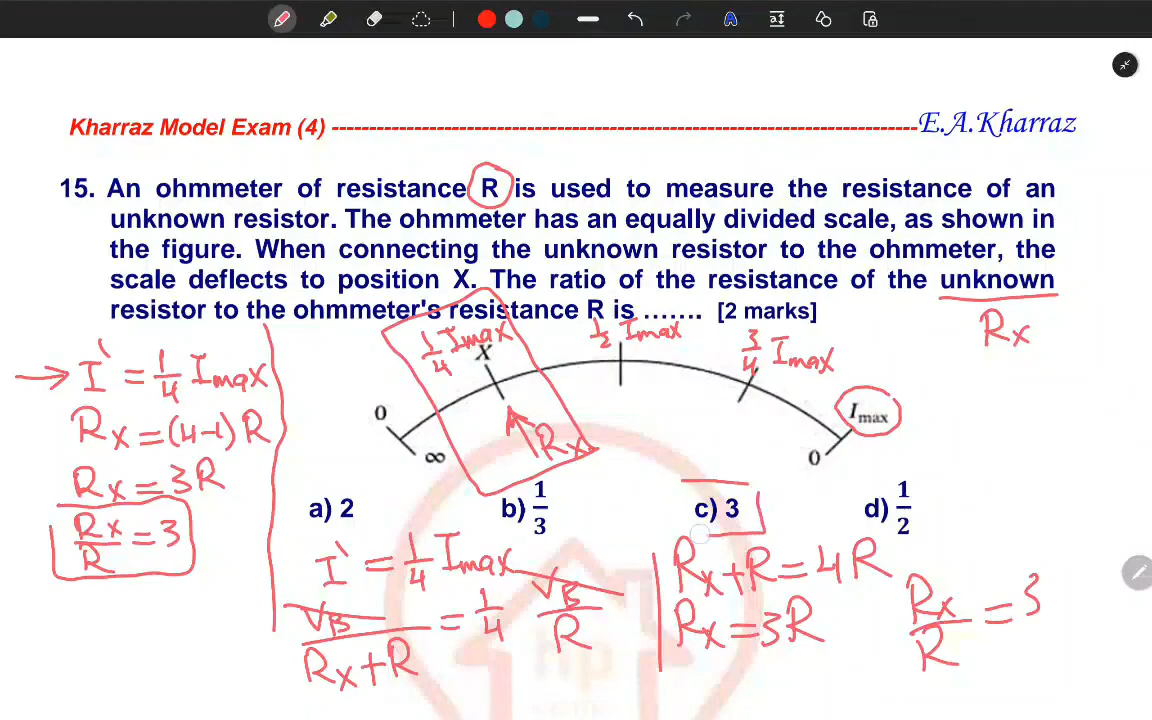 Kharraz Model Exam (4) ---------- E.A.Kharraz
15. An ohmmeter of resistance R is used to measure the resistance of an
unknown resistor. The ohmmeter has an equally divided scale, as shown in
the figure. When connecting the unknown resistor to the ohmmeter, the
scale deflects to position X. The ratio of the resistance of the unknown
resistor to the ohmmeter's resistance R is ……. [2 marks]
Rx
1/4 Imax
1/2 Imax
3/4 Imax
X
0
Imax
∞
Rx
0
→ I' = 1/4 Imax
Rx = (4-1) R
Rx = 3R
Rx/R = 3
a) 2 b) 1/3 c) 3 d) 1/2
I' = 1/4 Imax
VB/(Rx+R) = 1/4 VB/R
Rx+R = 4R
Rx = 3R
Rx/R = 3